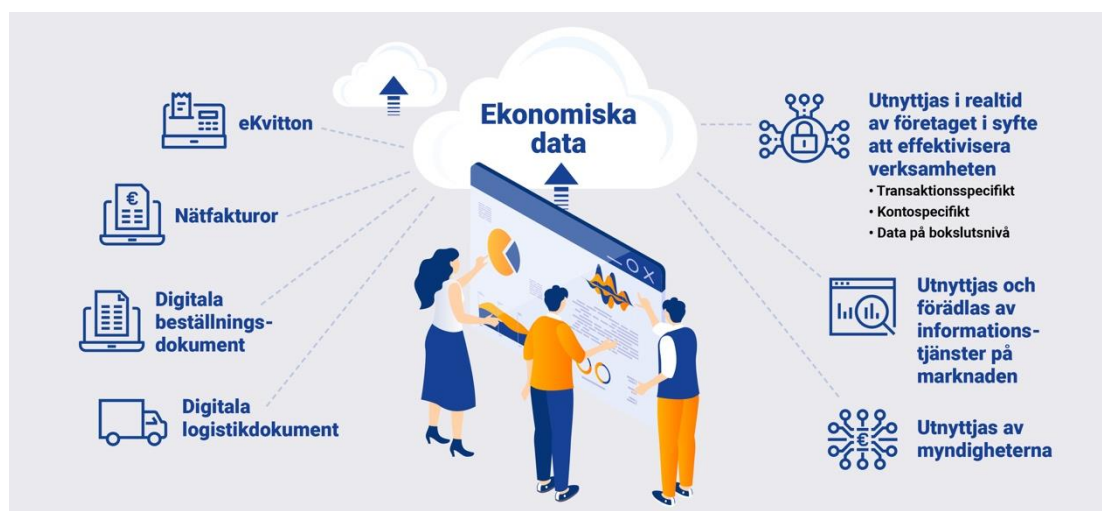 eKvitton
Nätfakturor
Digitala
beställnings-
dokument
Digitala
logistikdokument
Ekonomiska
data
Utnyttjas i realtid
av företaget i syfte
att effektivisera
verksamheten
• Transaktionsspecifikt
• Kontospecifikt
• Data på bokslutsnivå
Utnyttjas och
förädlas av
informations-
tjänster på
marknaden
Utnyttjas av
myndigheterna